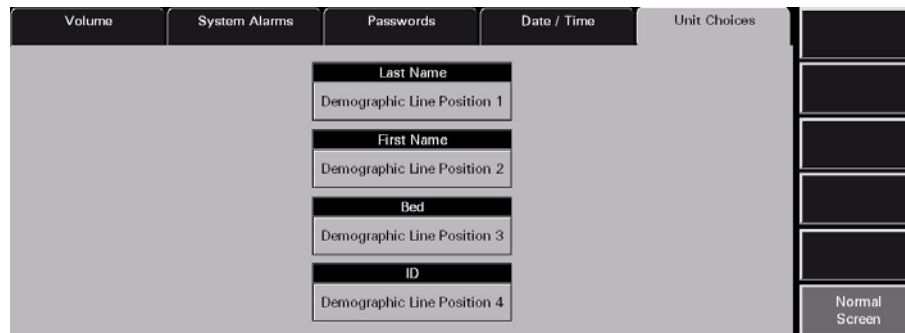 Volume
System Alarms
Passwords
Date / Time
Unit Choices
Last Name
Demographic Line Position 1
First Name
Demographic Line Position 2
Bed
Demographic Line Position 3
ID
Demographic Line Position 4
Normal
Screen